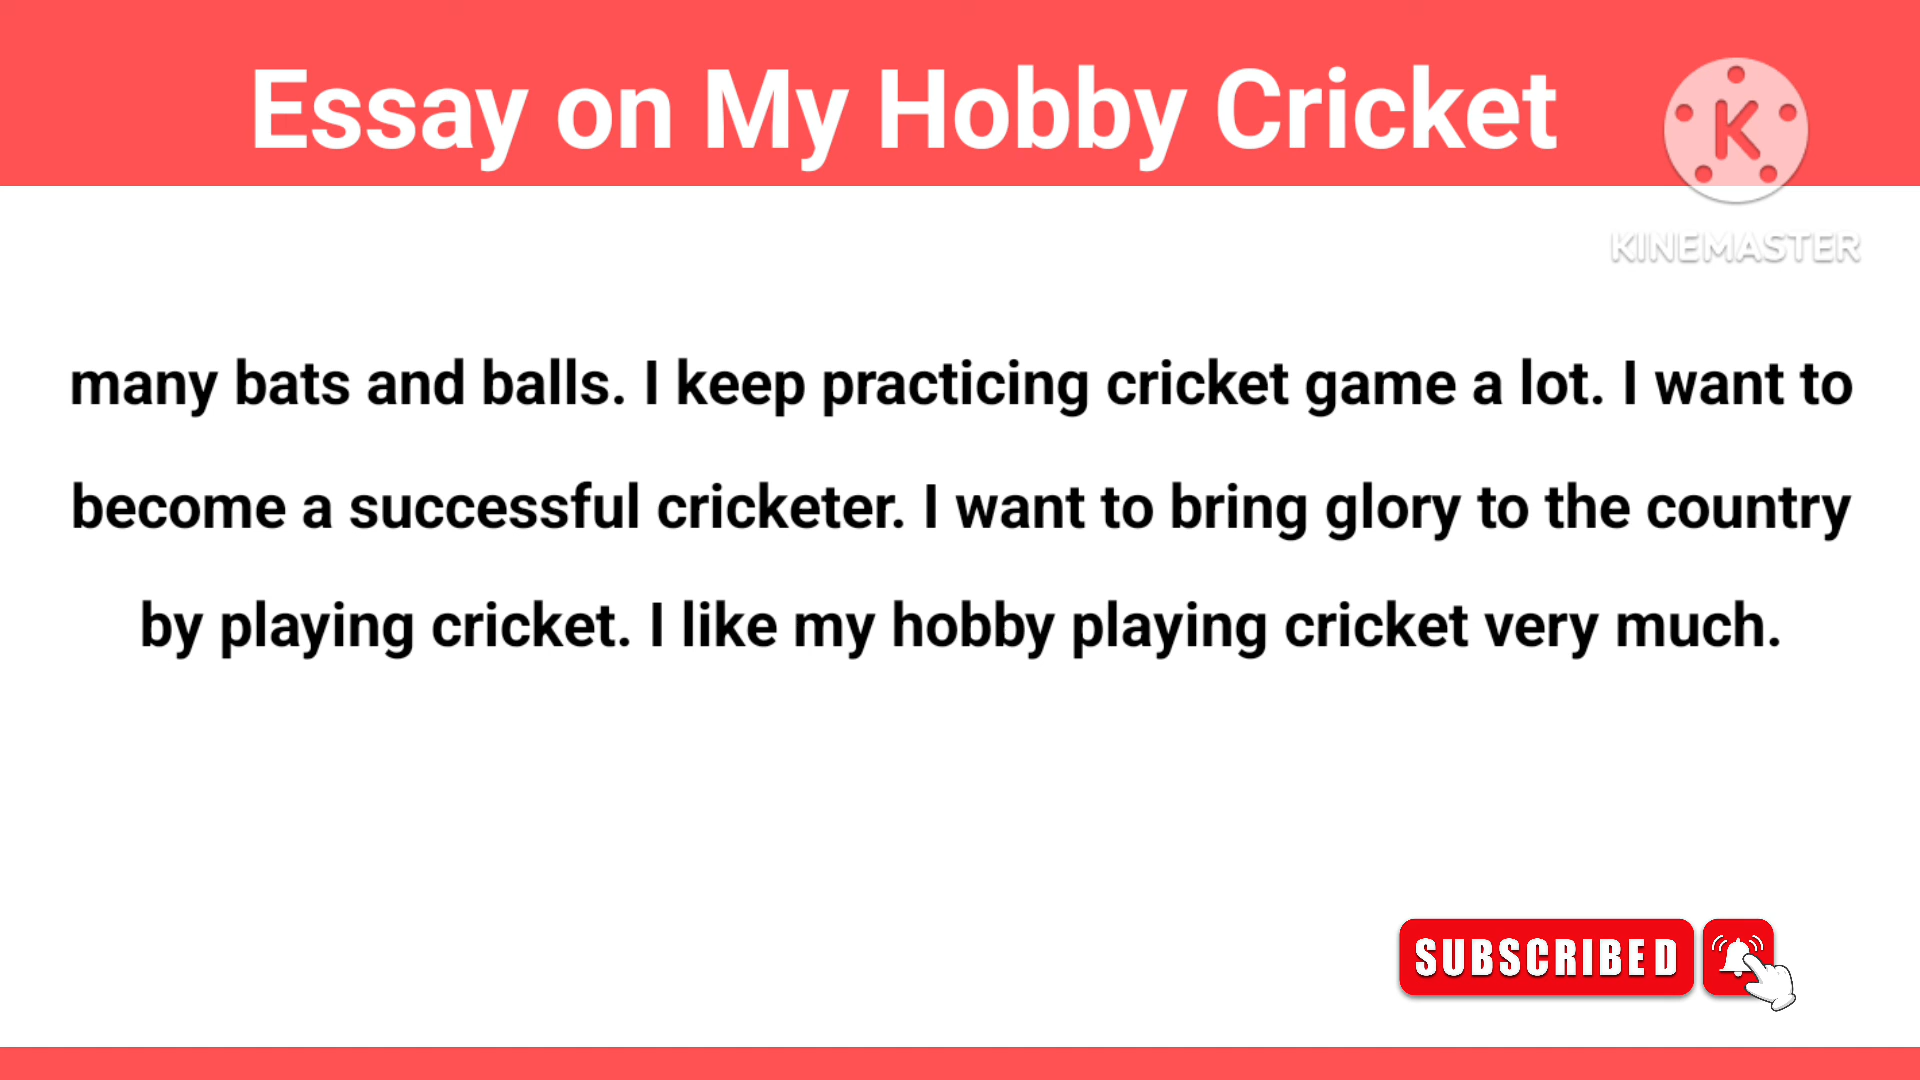 Essay on My Hobby Cricket
K
KINEMASTER
many bats and balls. I keep practicing cricket game a lot. I want to
become a successful cricketer. I want to bring glory to the country
by playing cricket. I like my hobby playing cricket very much.
SUBSCRIBED